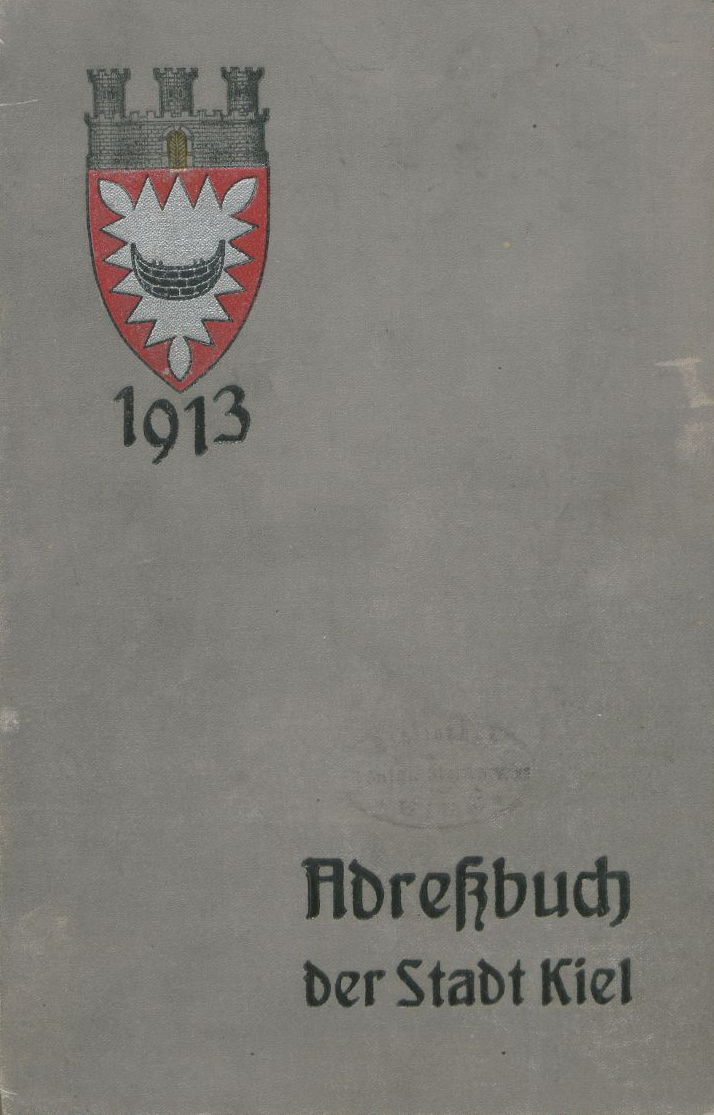 1913
Adreßbuch
der Stadt Kiel